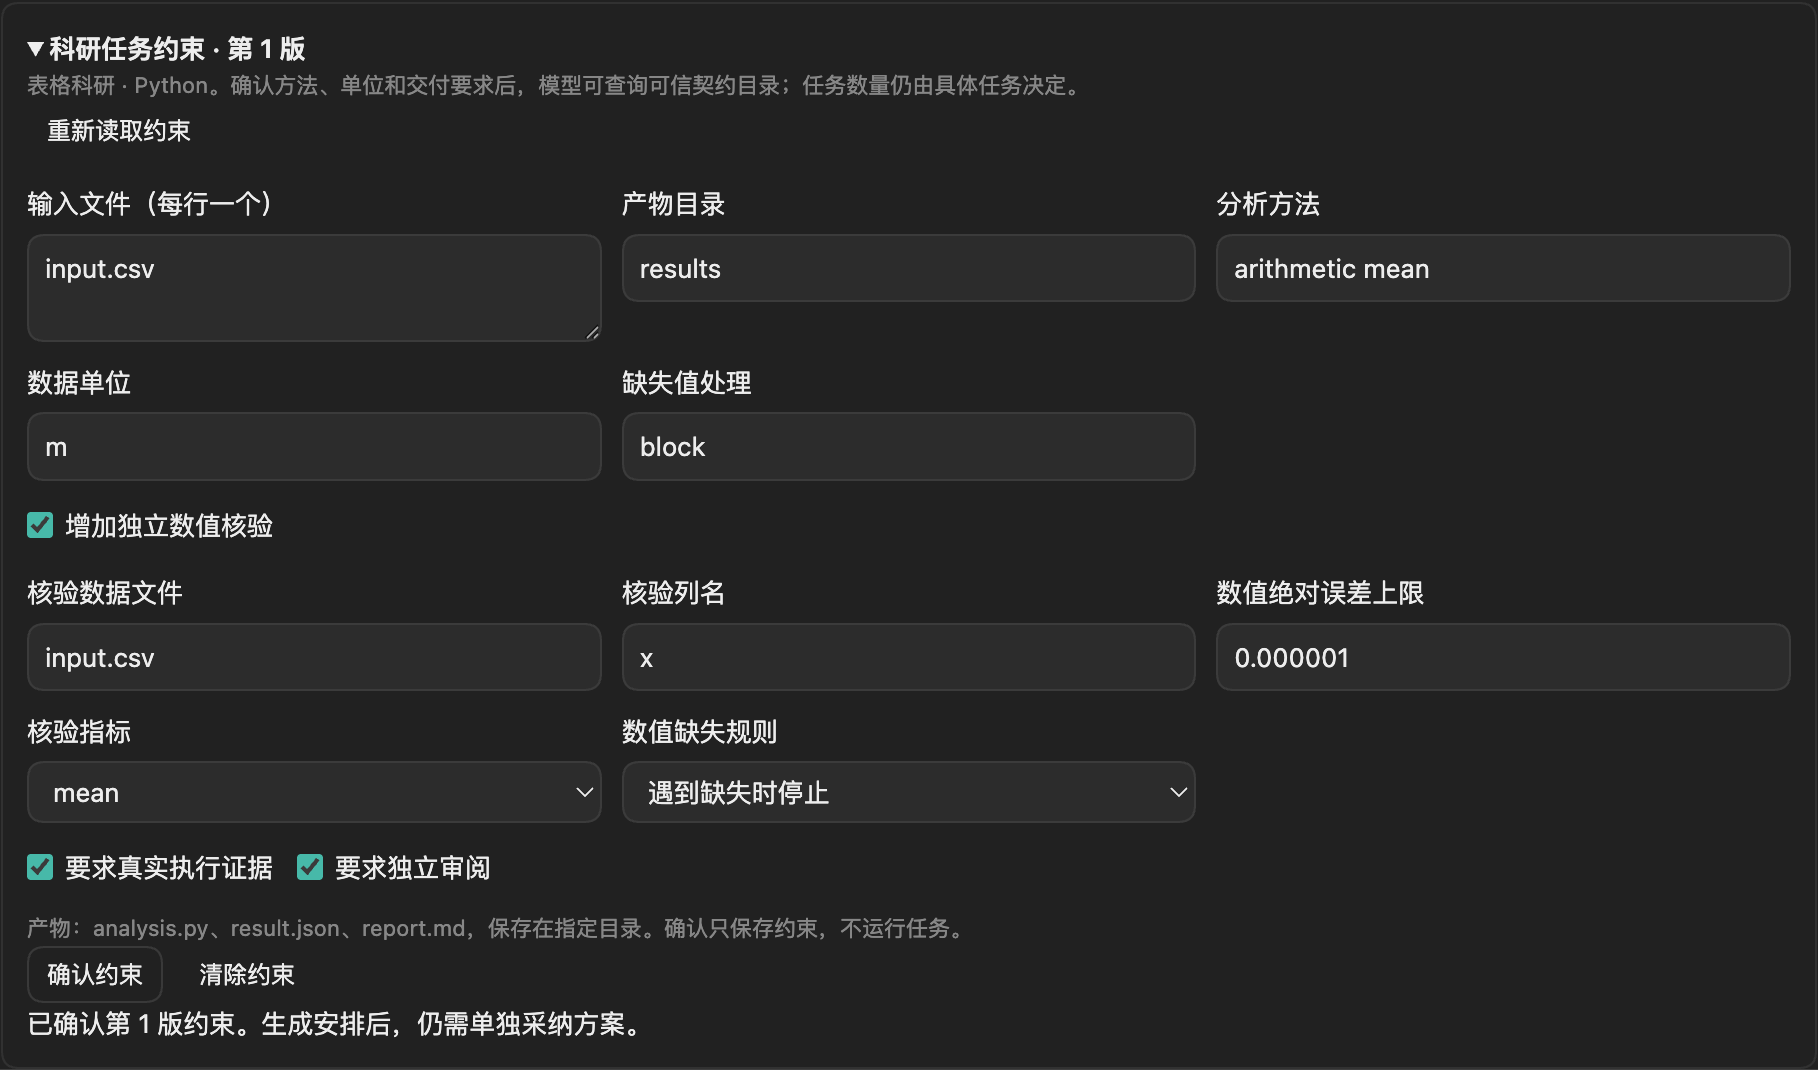 ▼科研任务约束 · 第 1 版
表格科研 · Python。确认方法、单位和交付要求后，模型可查询可信契约目录；任务数量仍由具体任务决定。
重新读取约束
输入文件（每行一个）
产物目录
分析方法
input.csv
results
arithmetic mean
数据单位
缺失值处理
m
block
增加独立数值核验
核验数据文件
核验列名
数值绝对误差上限
input.csv
x
0.000001
核验指标
数值缺失规则
mean
遇到缺失时停止
要求真实执行证据
要求独立审阅
产物：analysis.py、result.json、report.md，保存在指定目录。确认只保存约束，不运行任务。
确认约束
清除约束
已确认第 1 版约束。生成安排后，仍需单独采纳方案。